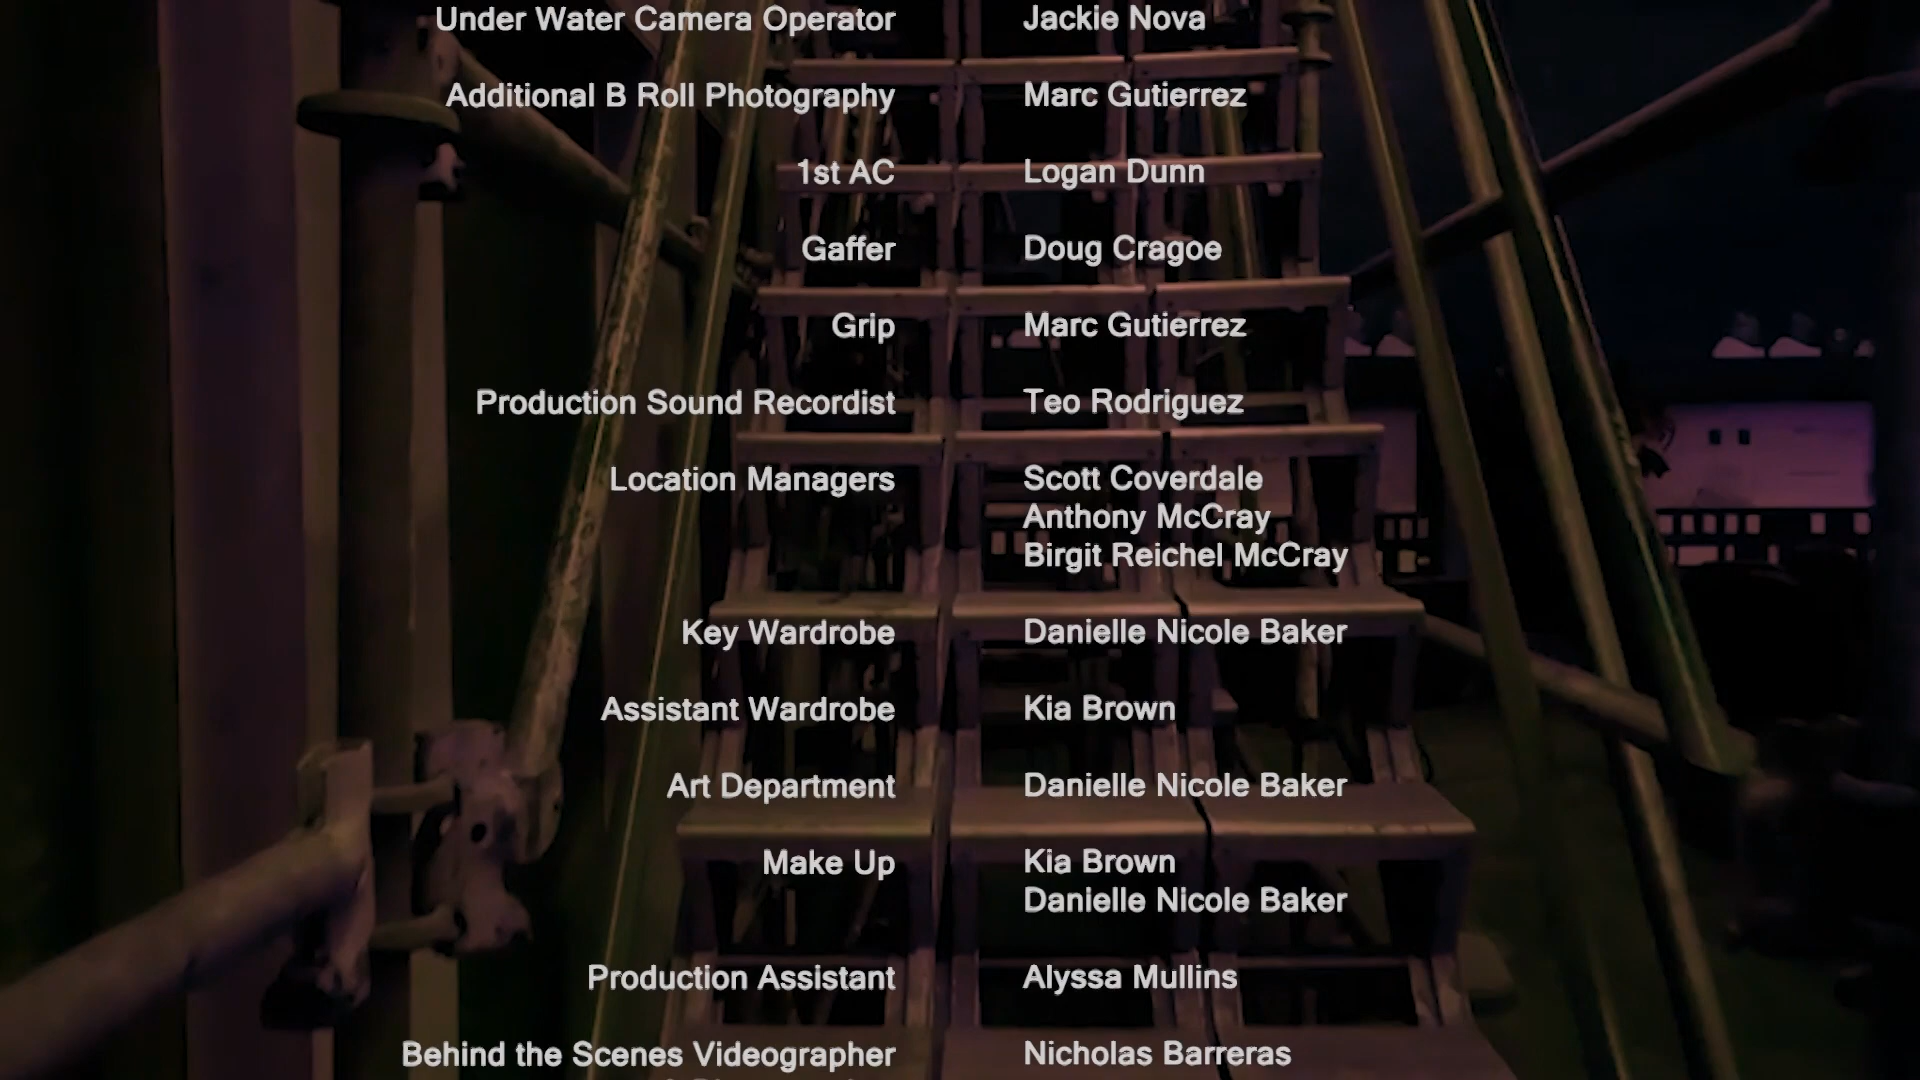 Under Water Camera Operator Jackie Nova
Additional B Roll Photography Marc Gutierrez
1st AC Logan Dunn
Gaffer Doug Cragoe
Grip Marc Gutierrez
Production Sound Recordist Teo Rodriguez
Location Managers Scott Coverdale
Anthony McCray
Birgit Reichel McCray
Key Wardrobe Danielle Nicole Baker
Assistant Wardrobe Kia Brown
Art Department Danielle Nicole Baker
Make Up Kia Brown
Danielle Nicole Baker
Production Assistant Alyssa Mullins
Behind the Scenes Videographer Nicholas Barreras